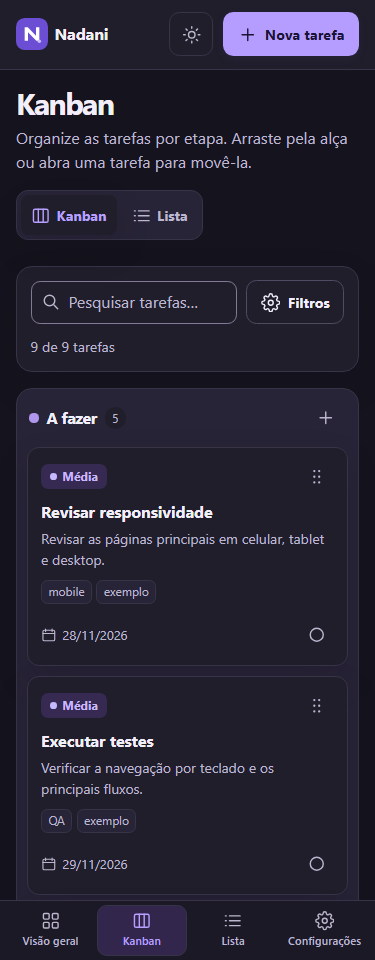 N Nadani
Nova tarefa
Kanban
Organize as tarefas por etapa. Arraste pela alça
ou abra uma tarefa para movê-la.
Kanban
Lista
Pesquisar tarefas...
Filtros
9 de 9 tarefas
A fazer 5
Média
Revisar responsividade
Revisar as páginas principais em celular, tablet
e desktop.
mobile exemplo
28/11/2026
Média
Executar testes
Verificar a navegação por teclado e os
principais fluxos.
QA exemplo
29/11/2026
Visão geral
Kanban
Lista
Configurações